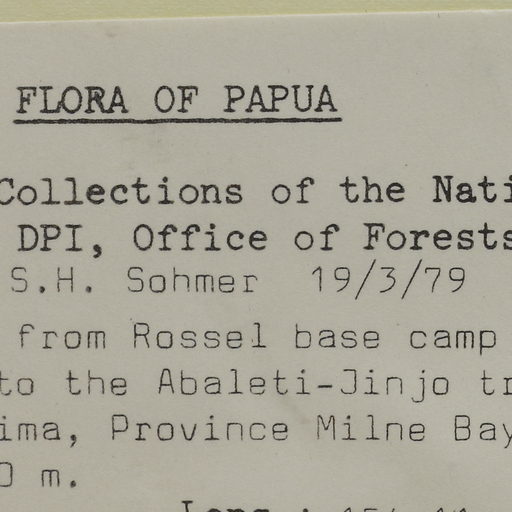 FLORA OF PAPUA
Collections of the Nati
DPI, Office of Forests
S.H. Sohmer 19/3/79
from Rossel base camp
to the Abaleti-Jinjo tr
ima, Province Milne Bay
0 m.
Long.: